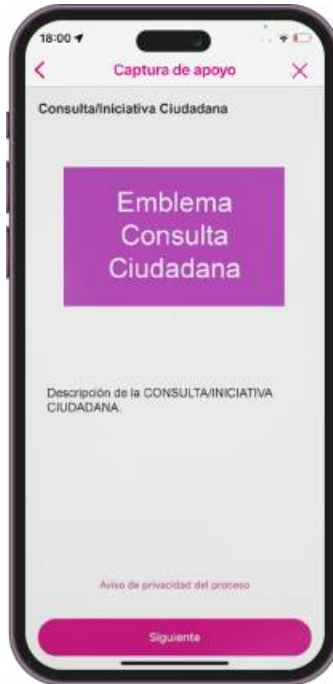 18:00
Captura de apoyo
Consulta/Iniciativa Ciudadana
Emblema
Consulta
Ciudadana
Descripción de la CONSULTA/INICIATIVA
CIUDADANA.
Aviso de privacidad del proceso
Siguiente